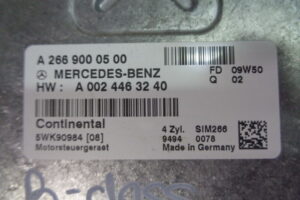 A 266 900 05 00
MERCEDES-BENZ
FD 09W50
Q 02
HW : A 002 446 32 40
Continental
5WK90984 [08]
Motorsteuergeraet
4 Zyl. SIM266
9494 0078
Made in Germany
B-class